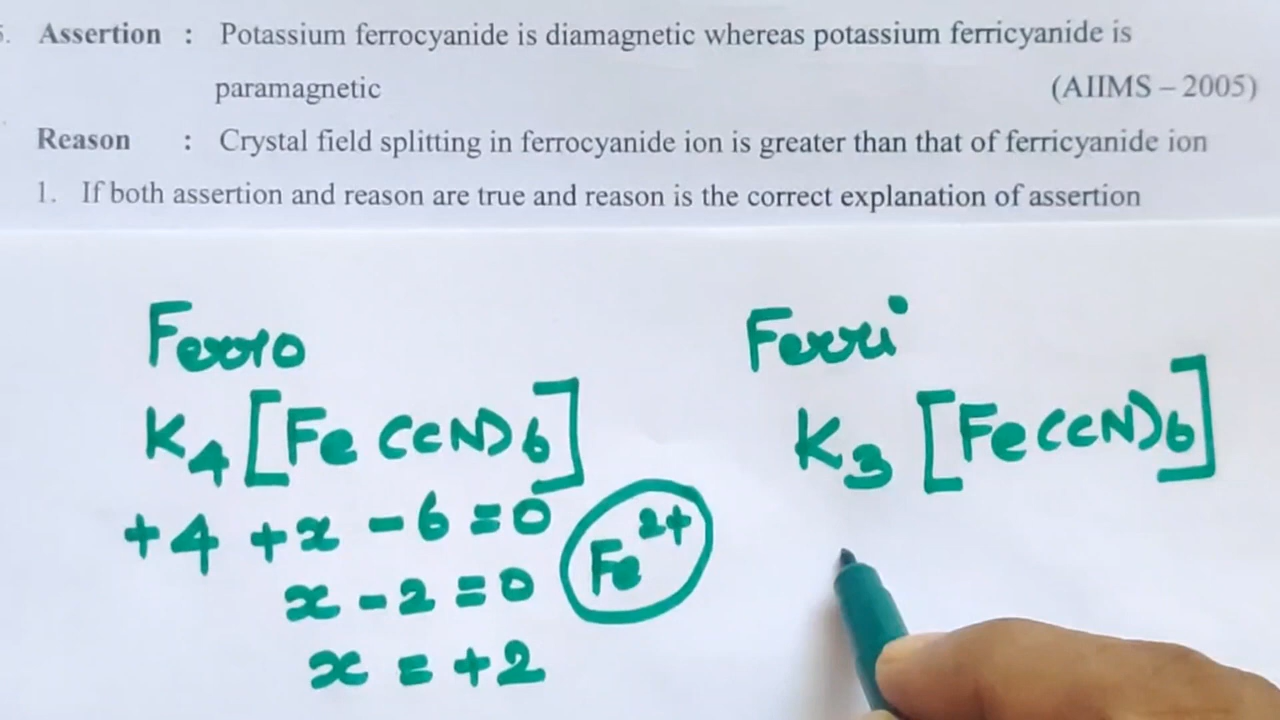 Assertion : Potassium ferrocyanide is diamagnetic whereas potassium ferricyanide is
paramagnetic (AIIMS – 2005)
Reason : Crystal field splitting in ferrocyanide ion is greater than that of ferricyanide ion
1. If both assertion and reason are true and reason is the correct explanation of assertion
Ferro
K4 [Fe (CN)6]
+4 +x -6 = 0
x - 2 = 0
x = +2
Fe2+
Ferri
K3 [Fe(CN)6]